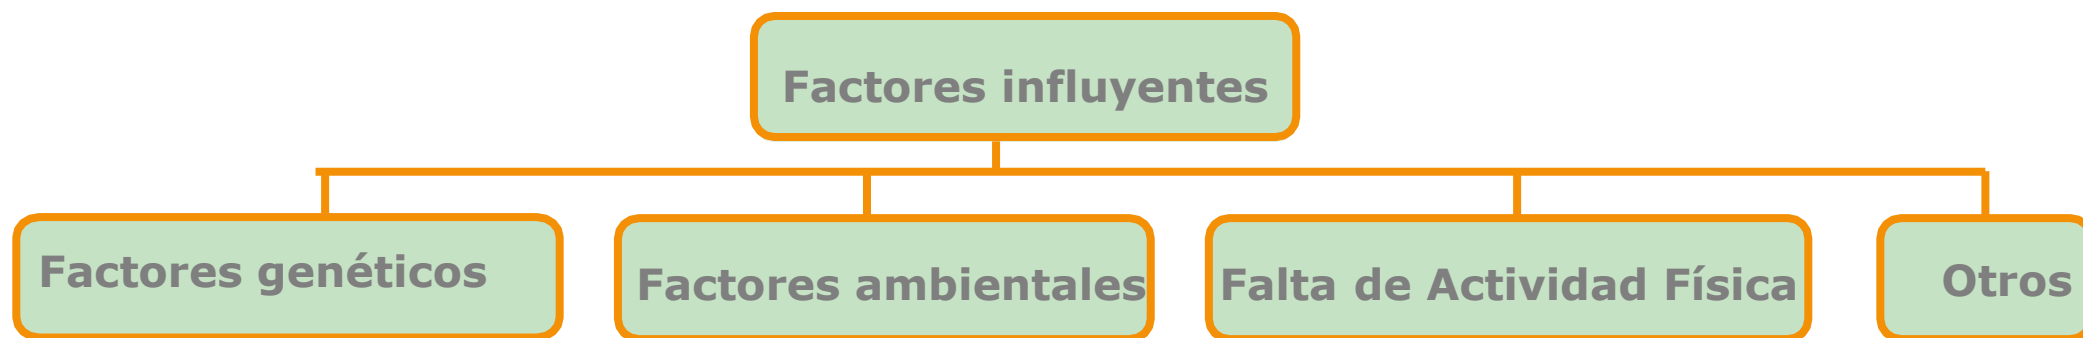 Factores influyentes
Factores genéticos
Factores ambientales
Falta de Actividad Física
Otros